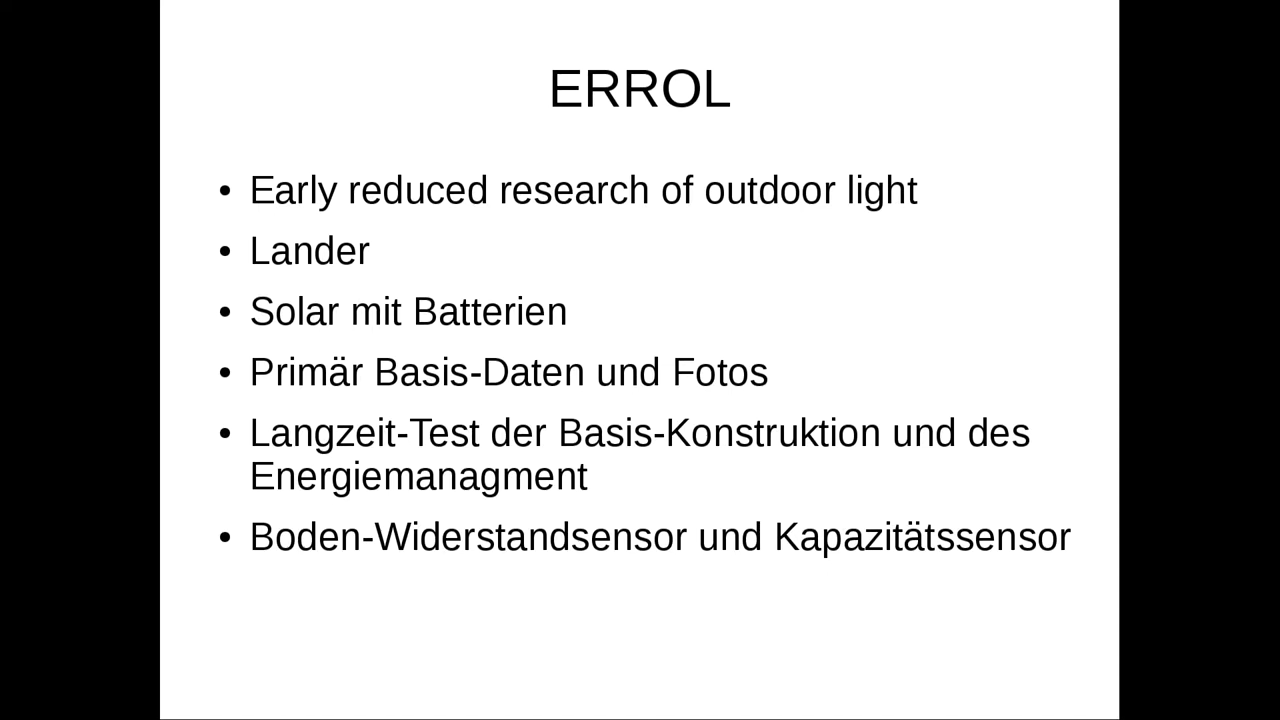 ERROL
• Early reduced research of outdoor light
• Lander
• Solar mit Batterien
• Primär Basis-Daten und Fotos
• Langzeit-Test der Basis-Konstruktion und des
Energiemanagment
• Boden-Widerstandsensor und Kapazitätssensor